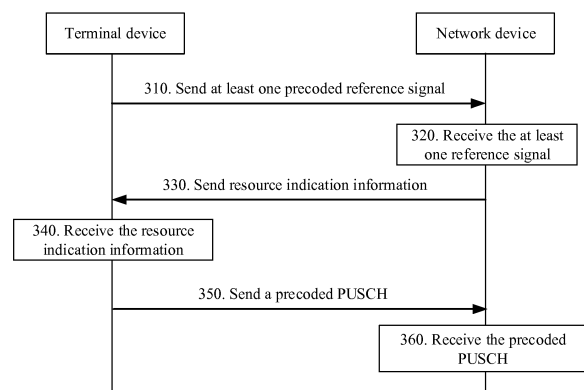 Terminal device
Network device
310. Send at least one precoded reference signal
320. Receive the at
least one reference signal
330. Send resource indication information
340. Receive the resource
indication information
350. Send a precoded PUSCH
360. Receive the precoded
PUSCH